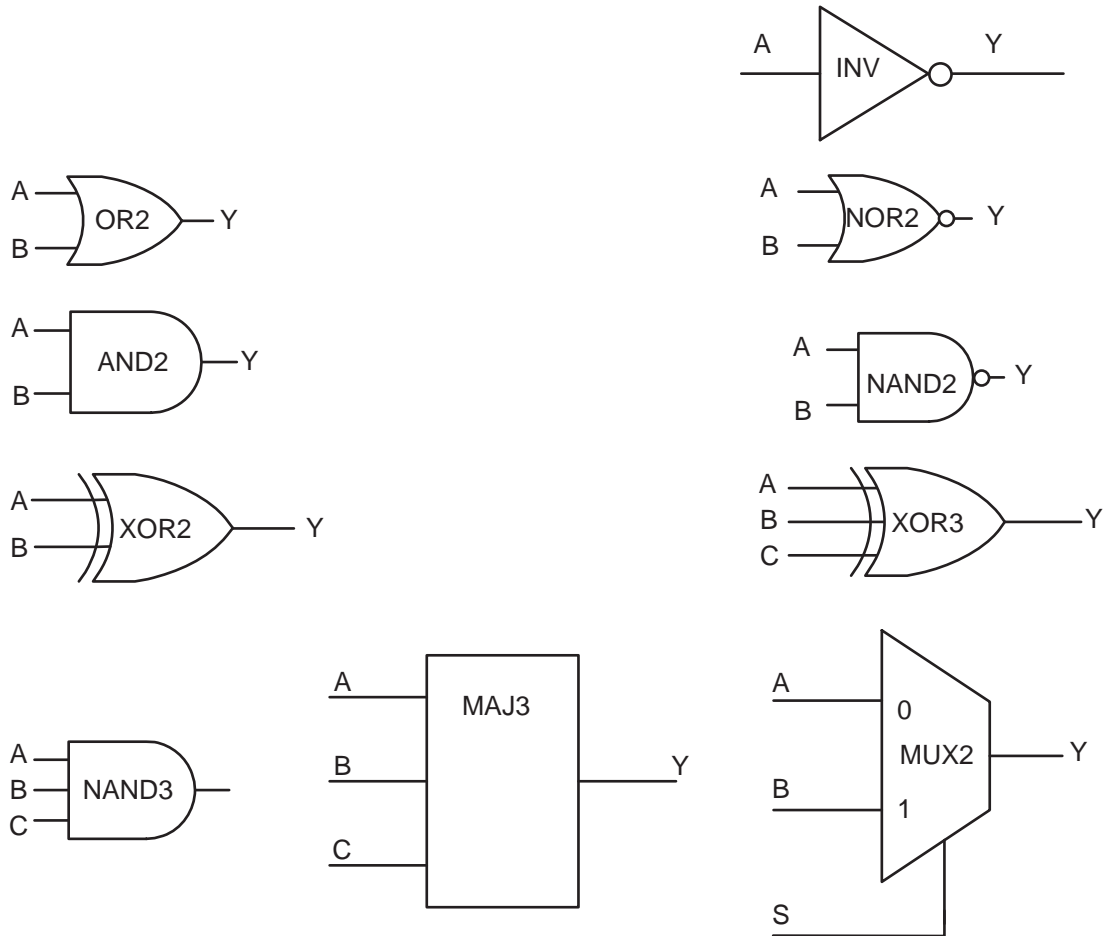 A INV Y
A OR2 Y
B
A NOR2 Y
B
A AND2 Y
B
A NAND2 Y
B
A XOR2 Y
B
A
B XOR3 Y
C
A
B NAND3
C
A MAJ3
B Y
C
A 0
MUX2 Y
B 1
S